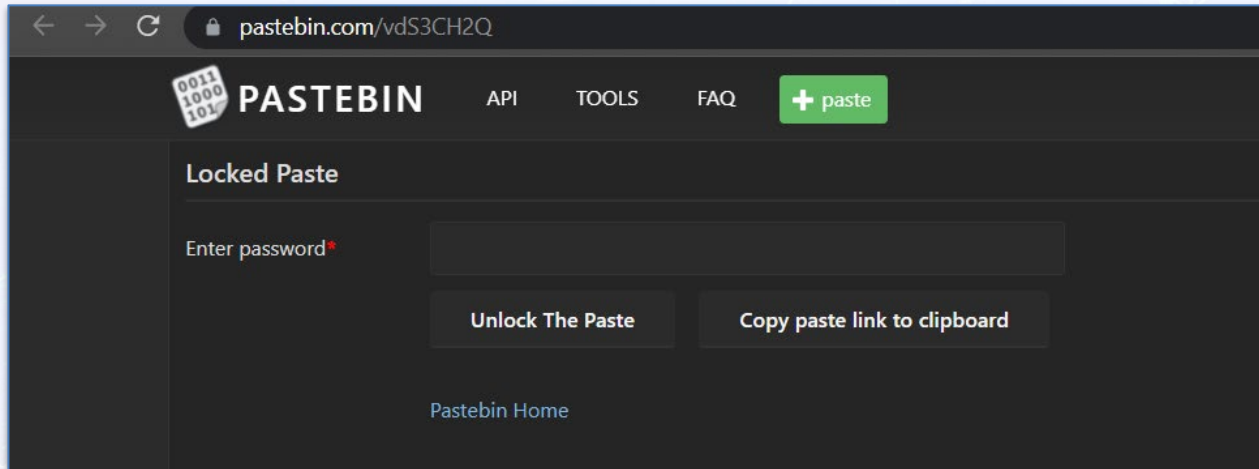 pastebin.com/vdS3CH2Q
0011
1000
101
PASTEBIN API TOOLS FAQ + paste
Locked Paste
Enter password*
Unlock The Paste Copy paste link to clipboard
Pastebin Home